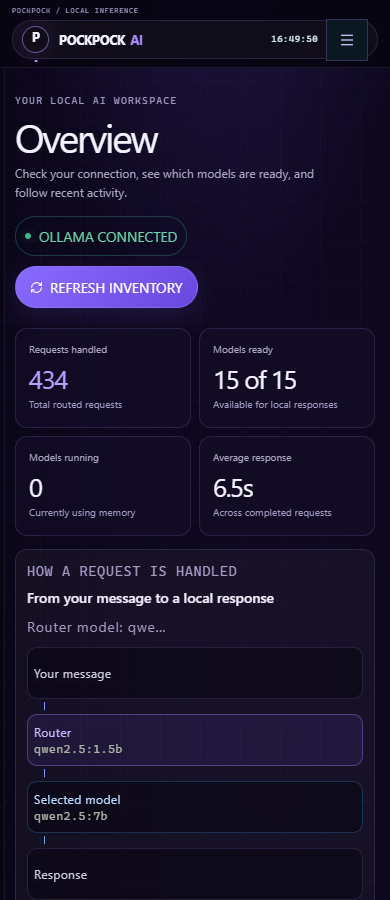 POCKPOCK / LOCAL INFERENCE
P POCKPOCK AI 16:49:50
YOUR LOCAL AI WORKSPACE
Overview
Check your connection, see which models are ready, and
follow recent activity.
OLLAMA CONNECTED
REFRESH INVENTORY
Requests handled
434
Total routed requests
Models ready
15 of 15
Available for local responses
Models running
0
Currently using memory
Average response
6.5s
Across completed requests
HOW A REQUEST IS HANDLED
From your message to a local response
Router model: qwe...
Your message
Router
qwen2.5:1.5b
Selected model
qwen2.5:7b
Response